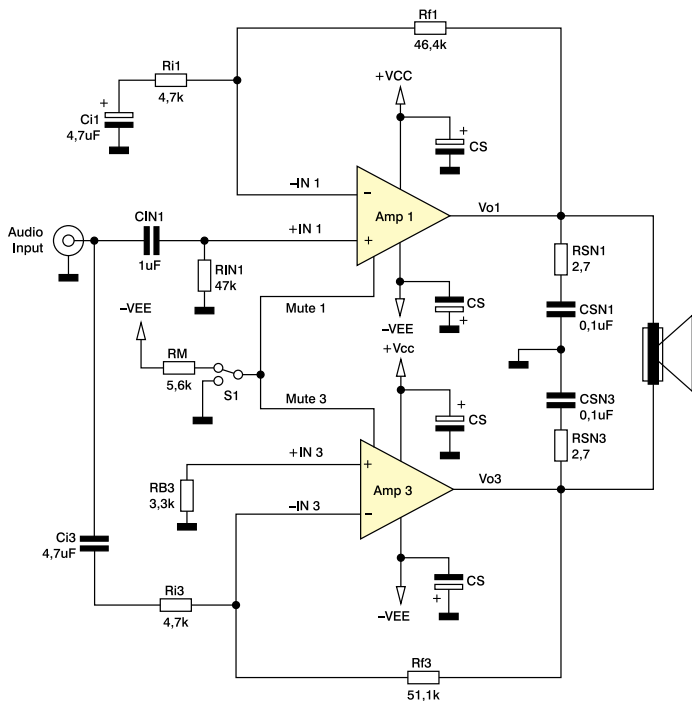 Rf1
46,4k
Ri1
4,7k
+
Ci1
4,7uF
+VCC
+
CS
–IN 1
–
Amp 1
Vo1
Audio
Input
CIN1
1uF
+IN 1
+
RIN1
47k
RSN1
2,7
CS
+
–VEE
Mute 1
CSN1
0,1uF
–VEE
RM
5,6k
S1
+Vcc
Mute 3
+
CS
CSN3
0,1uF
+IN 3
+
RSN3
2,7
RB3
3,3k
Amp 3
Vo3
–IN 3
–
Ci3
4,7uF
CS
+
–VEE
Ri3
4,7k
Rf3
51,1k